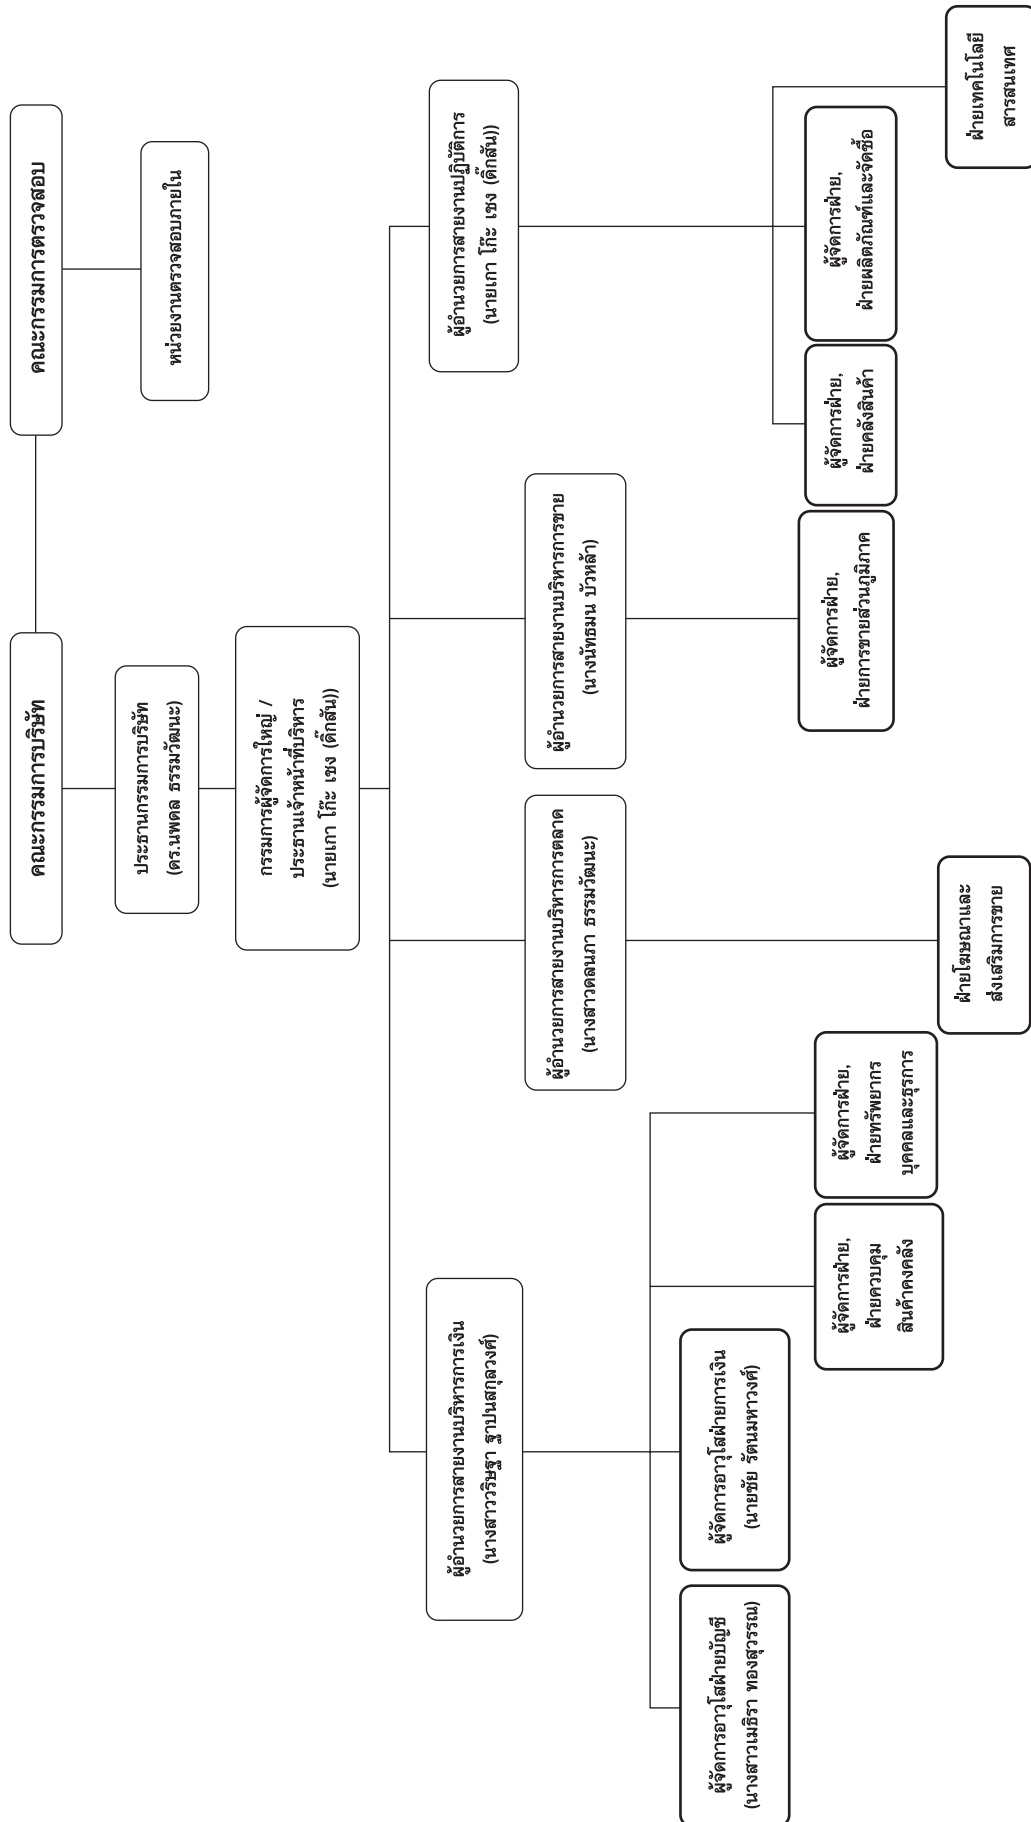 คณะกรรมการบริษัท
คณะกรรมการตรวจสอบ
หน่วยงานตรวจสอบภายใน
ประธานกรรมการบริษัท
(ดร.นพดล ธรรมวัฒนะ)
กรรมการผู้จัดการใหญ่ /
ประธานเจ้าหน้าที่บริหาร
(นายเกา โก๊ะ เชง (ดิ๊กสัน))
ผู้อำนวยการสายงานบริหารการเงิน
(นางสาววริษฐา ฐาปนสกุลวงศ์)
ผู้อำนวยการสายงานบริหารการตลาด
(นางสาวดลนภา ธรรมวัฒนะ)
ผู้อำนวยการสายงานบริหารการขาย
(นางนัทธมน บัวหล้า)
ผู้อำนวยการสายงานปฏิบัติการ
(นายเกา โก๊ะ เชง (ดิ๊กสัน))
ผู้จัดการอาวุโสฝ่ายบัญชี
(นางสาวเมธิรา ทองสุวรรณ)
ผู้จัดการอาวุโสฝ่ายการเงิน
(นายชัย รัตนมหาวงศ์)
ผู้จัดการฝ่าย,
ฝ่ายควบคุม
สินค้าคงคลัง
ผู้จัดการฝ่าย,
ฝ่ายทรัพยากร
บุคคลและธุรการ
ฝ่ายโฆษณาและ
ส่งเสริมการขาย
ผู้จัดการฝ่าย,
ฝ่ายการขายส่วนภูมิภาค
ผู้จัดการฝ่าย,
ฝ่ายคลังสินค้า
ผู้จัดการฝ่าย,
ฝ่ายผลิตภัณฑ์และจัดซื้อ
ฝ่ายเทคโนโลยี
สารสนเทศ